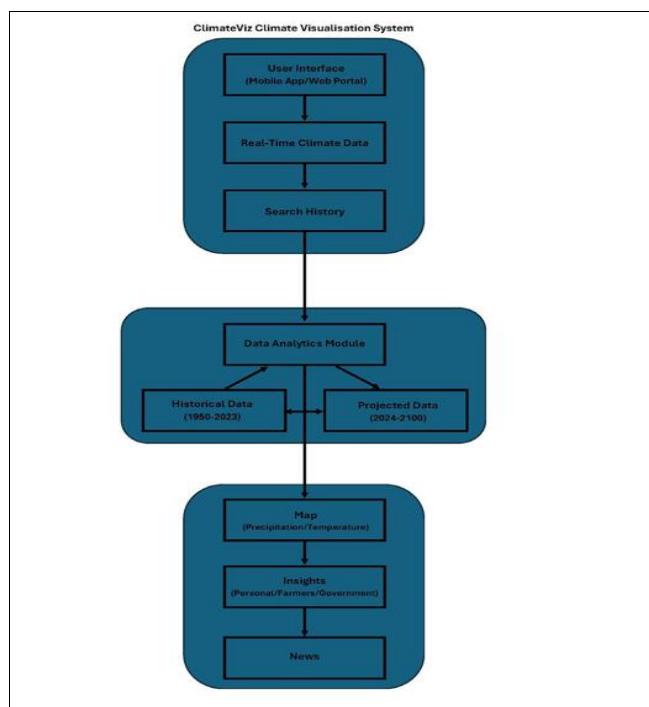 ClimateViz Climate Visualisation System
User Interface
(Mobile App/Web Portal)
Real-Time Climate Data
Search History
Data Analytics Module
Historical Data
(1950-2023)
Projected Data
(2024-2100)
Map
(Precipitation/Temperature)
Insights
(Personal/Farmers/Government)
News